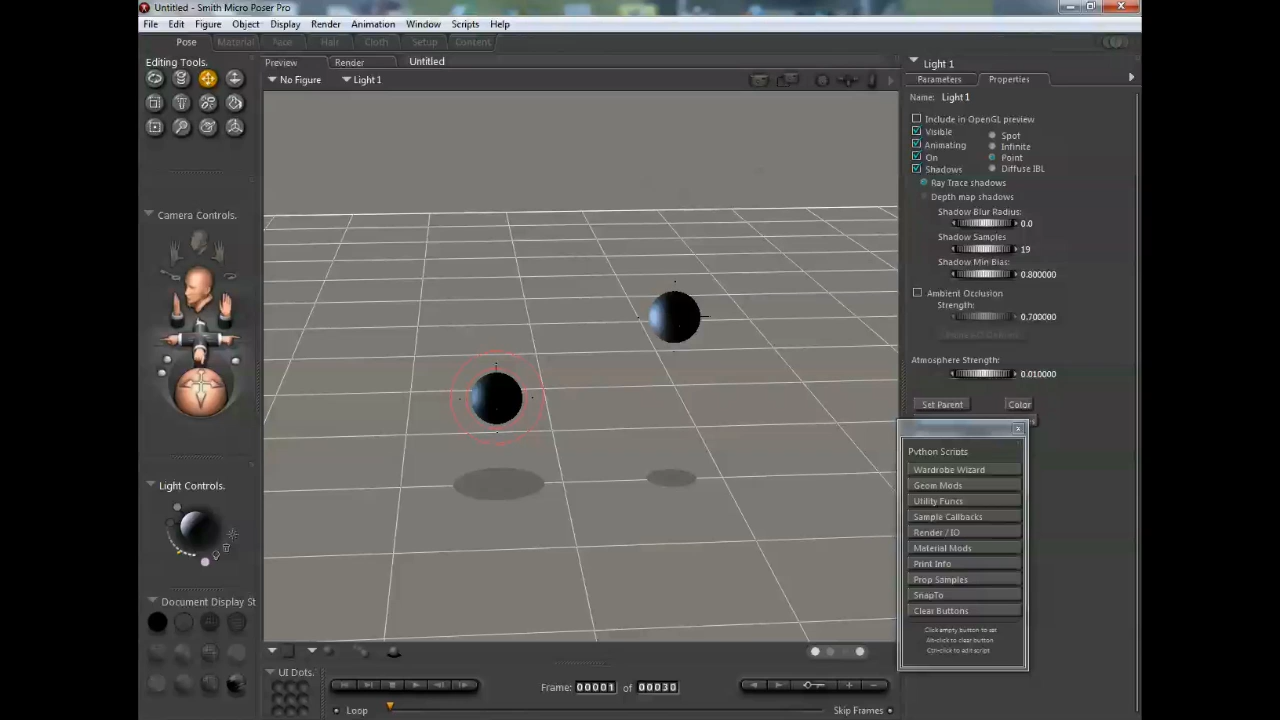 Untitled - Smith Micro Poser Pro
File Edit Figure Object Display Render Animation Window Scripts Help
Pose Material Face Hair Cloth Setup Content
Editing Tools.
Preview Render Untitled
No Figure Light 1
Light 1
Parameters Properties
Name: Light 1
Include in OpenGL preview
Visible
Spot
Animating
Infinite
On
Point
Shadows
Diffuse IBL
Ray Trace shadows
Depth map shadows
Shadow Blur Radius:
0.0
Shadow Samples
19
Shadow Min Bias:
0.800000
Ambient Occlusion
Strength:
0.700000
Atmosphere Strength:
0.010000
Set Parent Color
Camera Controls.
Light Controls.
Document Display St
Python Scripts
Wardrobe Wizard
Geom Mods
Utility Funcs
Sample Callbacks
Render / IO
Material Mods
Print Info
Prop Samples
SnapTo
Clear Buttons
Click empty button to set
Alt-click to clear button
Ctrl-click to edit script
UI Dots.
Frame: 00001 of 00030
Loop
Skip Frames